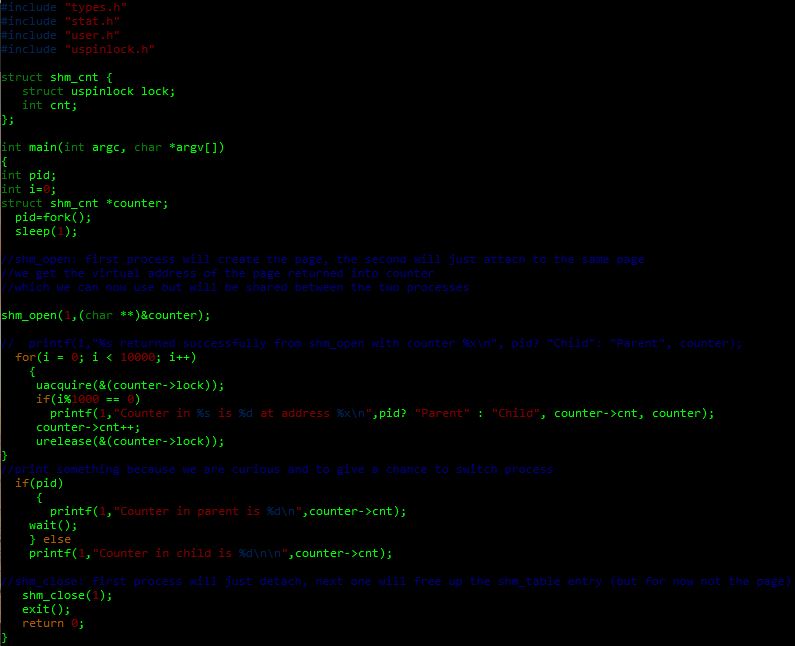 #include "types.h"
#include "stat.h"
#include "user.h"
#include "uspinlock.h"
struct shm_cnt {
struct uspinlock lock;
int cnt;
};
int main(int argc, char *argv[])
{
int pid;
int i=0;
struct shm_cnt *counter;
pid=fork();
sleep(1);
//shm_open: first process will create the page, the second will just attach to the same page
//we get the virtual address of the page returned into counter
//which we can now use but will be shared between the two processes
shm_open(1,(char **)&counter);
// printf(1,"%s returned successfully from shm_open with counter %x\n", pid? "Child": "Parent", counter);
for(i = 0; i < 10000; i++)
{
uacquire(&(counter->lock));
if(i%1000 == 0)
printf(1,"Counter in %s is %d at address %x\n",pid? "Parent" : "Child", counter->cnt, counter);
counter->cnt++;
urelease(&(counter->lock));
}
//print something because we are curious and to give a chance to switch process
if(pid)
{
printf(1,"Counter in parent is %d\n",counter->cnt);
wait();
} else
printf(1,"Counter in child is %d\n\n",counter->cnt);
//shm_close: first process will just detach, next one will free up the shm_table entry (but for now not the page)
shm_close(1);
exit();
return 0;
}